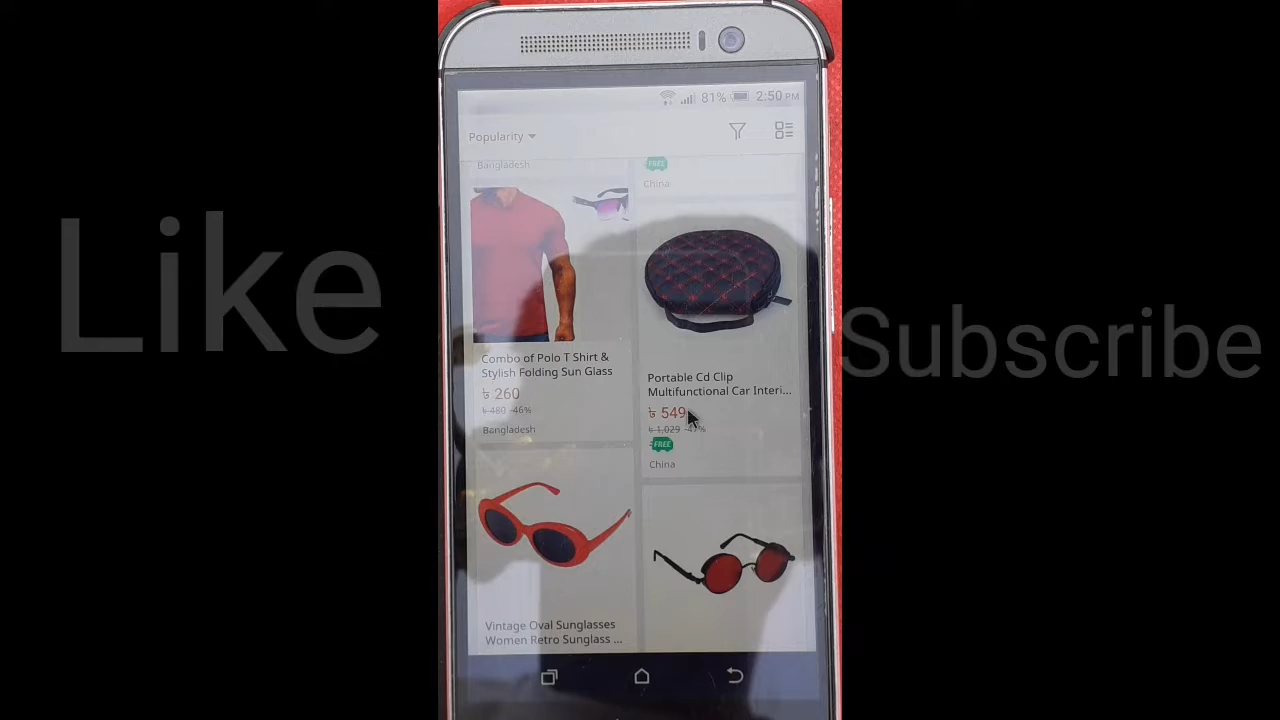 81% 2:50 PM
Popularity
Bangladesh
FREE
China
Like
Subscribe
Combo of Polo T Shirt &
Stylish Folding Sun Glass
৳ 260
৳ 480 -46%
Bangladesh
Portable Cd Clip
Multifunctional Car Interi...
৳ 549
৳ 1,029 -47%
FREE
China
Vintage Oval Sunglasses
Women Retro Sunglass ...